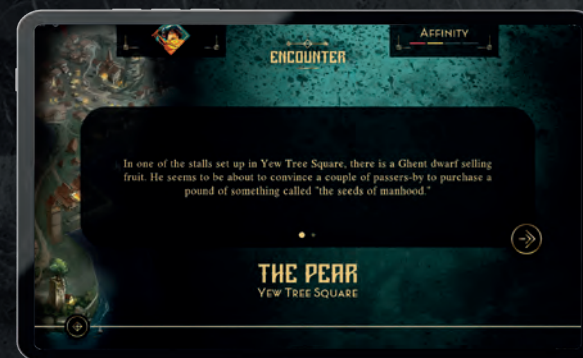 AFFINITY
ENCOUNTER
In one of the stalls set up in Yew Tree Square, there is a Ghent dwarf selling
fruit. He seems to be about to convince a couple of passers-by to purchase a
pound of something called "the seeds of manhood."
THE PEAR
YEW TREE SQUARE